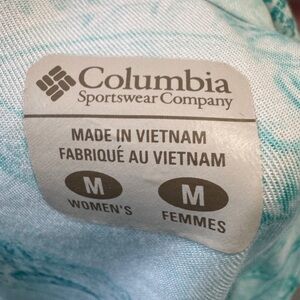 Columbia
Sportswear Company
MADE IN VIETNAM
FABRIQUÉ AU VIETNAM
M M
WOMEN'S FEMMES